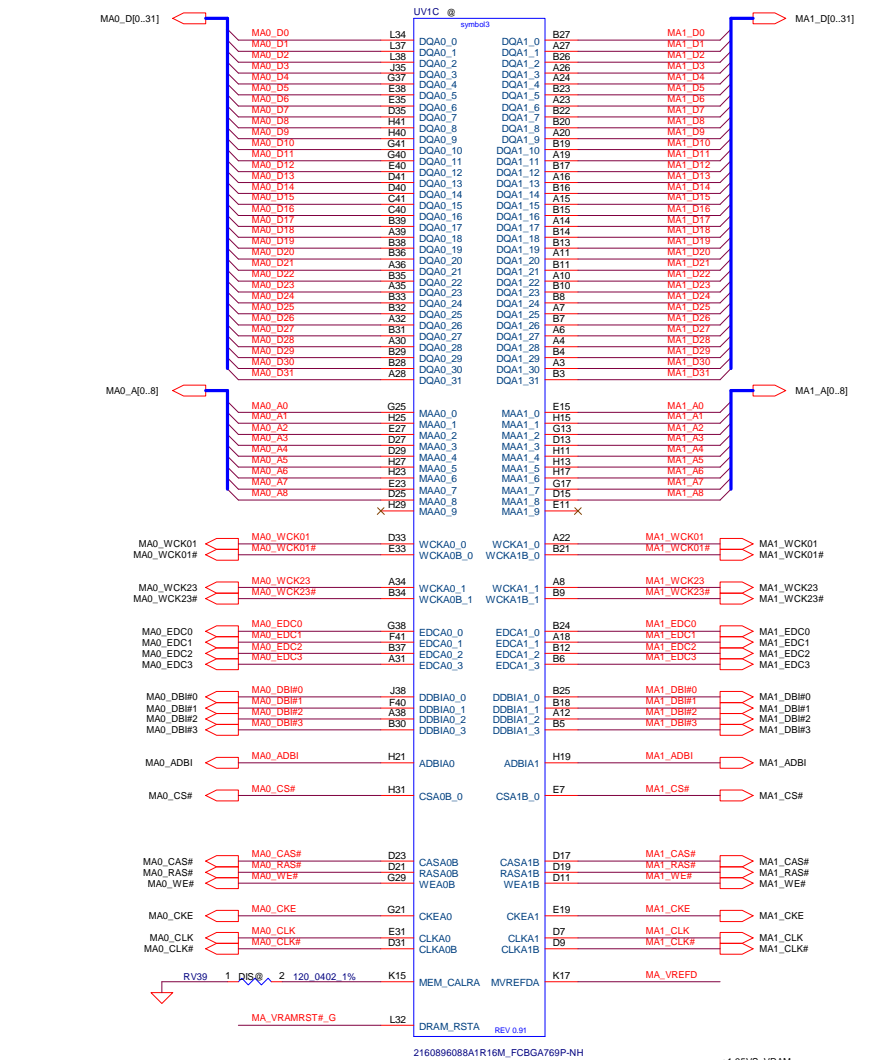 UV1C @
MA0_D[0..31] symbol3 MA1_D[0..31]
MA0_D0 L34 DQA0_0 DQA1_0 B27 MA1_D0
MA0_D1 L37 DQA0_1 DQA1_1 A27 MA1_D1
MA0_D2 L38 DQA0_2 DQA1_2 B26 MA1_D2
MA0_D3 J35 DQA0_3 DQA1_3 A26 MA1_D3
MA0_D4 G37 DQA0_4 DQA1_4 A24 MA1_D4
MA0_D5 E38 DQA0_5 DQA1_5 B23 MA1_D5
MA0_D6 E35 DQA0_6 DQA1_6 A23 MA1_D6
MA0_D7 D35 DQA0_7 DQA1_7 B22 MA1_D7
MA0_D8 H41 DQA0_8 DQA1_8 B20 MA1_D8
MA0_D9 H40 DQA0_9 DQA1_9 A20 MA1_D9
MA0_D10 G41 DQA0_10 DQA1_10 B19 MA1_D10
MA0_D11 G40 DQA0_11 DQA1_11 A19 MA1_D11
MA0_D12 E40 DQA0_12 DQA1_12 B17 MA1_D12
MA0_D13 D41 DQA0_13 DQA1_13 A16 MA1_D13
MA0_D14 D40 DQA0_14 DQA1_14 B16 MA1_D14
MA0_D15 C41 DQA0_15 DQA1_15 A15 MA1_D15
MA0_D16 C40 DQA0_16 DQA1_16 B15 MA1_D16
MA0_D17 B39 DQA0_17 DQA1_17 A14 MA1_D17
MA0_D18 A39 DQA0_18 DQA1_18 B14 MA1_D18
MA0_D19 B38 DQA0_19 DQA1_19 B13 MA1_D19
MA0_D20 B36 DQA0_20 DQA1_20 A11 MA1_D20
MA0_D21 A36 DQA0_21 DQA1_21 B11 MA1_D21
MA0_D22 B35 DQA0_22 DQA1_22 A10 MA1_D22
MA0_D23 A35 DQA0_23 DQA1_23 B10 MA1_D23
MA0_D24 B33 DQA0_24 DQA1_24 B8 MA1_D24
MA0_D25 B32 DQA0_25 DQA1_25 A7 MA1_D25
MA0_D26 A32 DQA0_26 DQA1_26 B7 MA1_D26
MA0_D27 B31 DQA0_27 DQA1_27 A6 MA1_D27
MA0_D28 A30 DQA0_28 DQA1_28 A4 MA1_D28
MA0_D29 B29 DQA0_29 DQA1_29 B4 MA1_D29
MA0_D30 B28 DQA0_30 DQA1_30 A3 MA1_D30
MA0_D31 A28 DQA0_31 DQA1_31 B3 MA1_D31
MA0_A[0..8] MA1_A[0..8]
MA0_A0 G25 MAA0_0 MAA1_0 E15 MA1_A0
MA0_A1 H25 MAA0_1 MAA1_1 H15 MA1_A1
MA0_A2 E27 MAA0_2 MAA1_2 G13 MA1_A2
MA0_A3 D27 MAA0_3 MAA1_3 D13 MA1_A3
MA0_A4 D29 MAA0_4 MAA1_4 H11 MA1_A4
MA0_A5 H27 MAA0_5 MAA1_5 H13 MA1_A5
MA0_A6 H23 MAA0_6 MAA1_6 H17 MA1_A6
MA0_A7 E23 MAA0_7 MAA1_7 G17 MA1_A7
MA0_A8 D25 MAA0_8 MAA1_8 D15 MA1_A8
H29 MAA0_9 MAA1_9 E11
MA0_WCK01 MA0_WCK01 D33 WCKA0_0 WCKA1_0 A22 MA1_WCK01 MA1_WCK01
MA0_WCK01# MA0_WCK01# E33 WCKA0B_0 WCKA1B_0 B21 MA1_WCK01# MA1_WCK01#
MA0_WCK23 MA0_WCK23 A34 WCKA0_1 WCKA1_1 A8 MA1_WCK23 MA1_WCK23
MA0_WCK23# MA0_WCK23# B34 WCKA0B_1 WCKA1B_1 B9 MA1_WCK23# MA1_WCK23#
MA0_EDC0 MA0_EDC0 G38 EDCA0_0 EDCA1_0 B24 MA1_EDC0 MA1_EDC0
MA0_EDC1 MA0_EDC1 F41 EDCA0_1 EDCA1_1 A18 MA1_EDC1 MA1_EDC1
MA0_EDC2 MA0_EDC2 B37 EDCA0_2 EDCA1_2 B12 MA1_EDC2 MA1_EDC2
MA0_EDC3 MA0_EDC3 A31 EDCA0_3 EDCA1_3 B6 MA1_EDC3 MA1_EDC3
MA0_DBI#0 MA0_DBI#0 J38 DDBIA0_0 DDBIA1_0 B25 MA1_DBI#0 MA1_DBI#0
MA0_DBI#1 MA0_DBI#1 F40 DDBIA0_1 DDBIA1_1 B18 MA1_DBI#1 MA1_DBI#1
MA0_DBI#2 MA0_DBI#2 A38 DDBIA0_2 DDBIA1_2 A12 MA1_DBI#2 MA1_DBI#2
MA0_DBI#3 MA0_DBI#3 B30 DDBIA0_3 DDBIA1_3 B5 MA1_DBI#3 MA1_DBI#3
MA0_ADBI MA0_ADBI H21 ADBIA0 ADBIA1 H19 MA1_ADBI MA1_ADBI
MA0_CS# MA0_CS# H31 CSA0B_0 CSA1B_0 E7 MA1_CS# MA1_CS#
MA0_CAS# MA0_CAS# D23 CASA0B CASA1B D17 MA1_CAS# MA1_CAS#
MA0_RAS# MA0_RAS# D21 RASA0B RASA1B D19 MA1_RAS# MA1_RAS#
MA0_WE# MA0_WE# G29 WEA0B WEA1B D11 MA1_WE# MA1_WE#
MA0_CKE MA0_CKE G21 CKEA0 CKEA1 E19 MA1_CKE MA1_CKE
MA0_CLK MA0_CLK E31 CLKA0 CLKA1 D7 MA1_CLK MA1_CLK
MA0_CLK# MA0_CLK# D31 CLKA0B CLKA1B D9 MA1_CLK# MA1_CLK#
RV39 1 DIS@ 2 120_0402_1% K15 MEM_CALRA MVREFDA K17 MA_VREFD
MA_VRAMRST#_G L32 DRAM_RSTA REV 0.91
2160896088A1R16M_FCBGA769P-NH